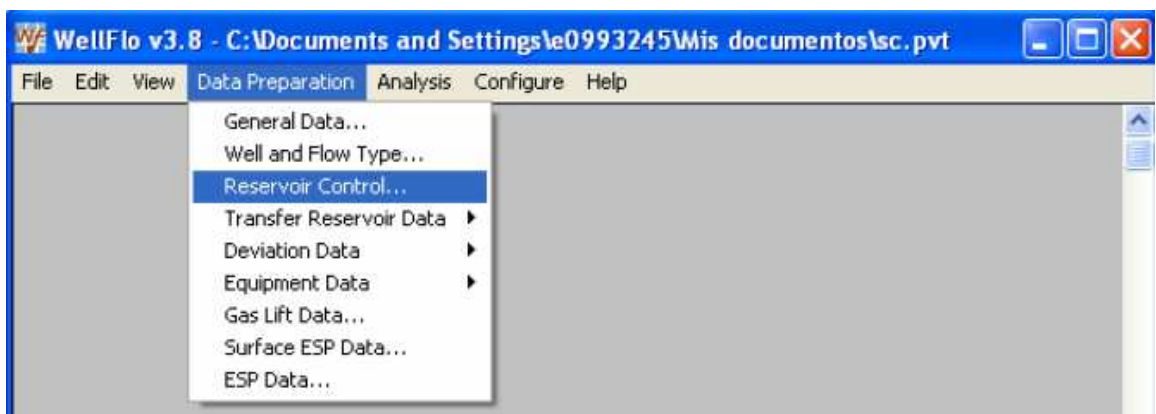 WellFlo v3.8 - C:\Documents and Settings\e0993245\Mis documentos\sc.pvt
File Edit View Data Preparation Analysis Configure Help
General Data...
Well and Flow Type...
Reservoir Control...
Transfer Reservoir Data
Deviation Data
Equipment Data
Gas Lift Data...
Surface ESP Data...
ESP Data...